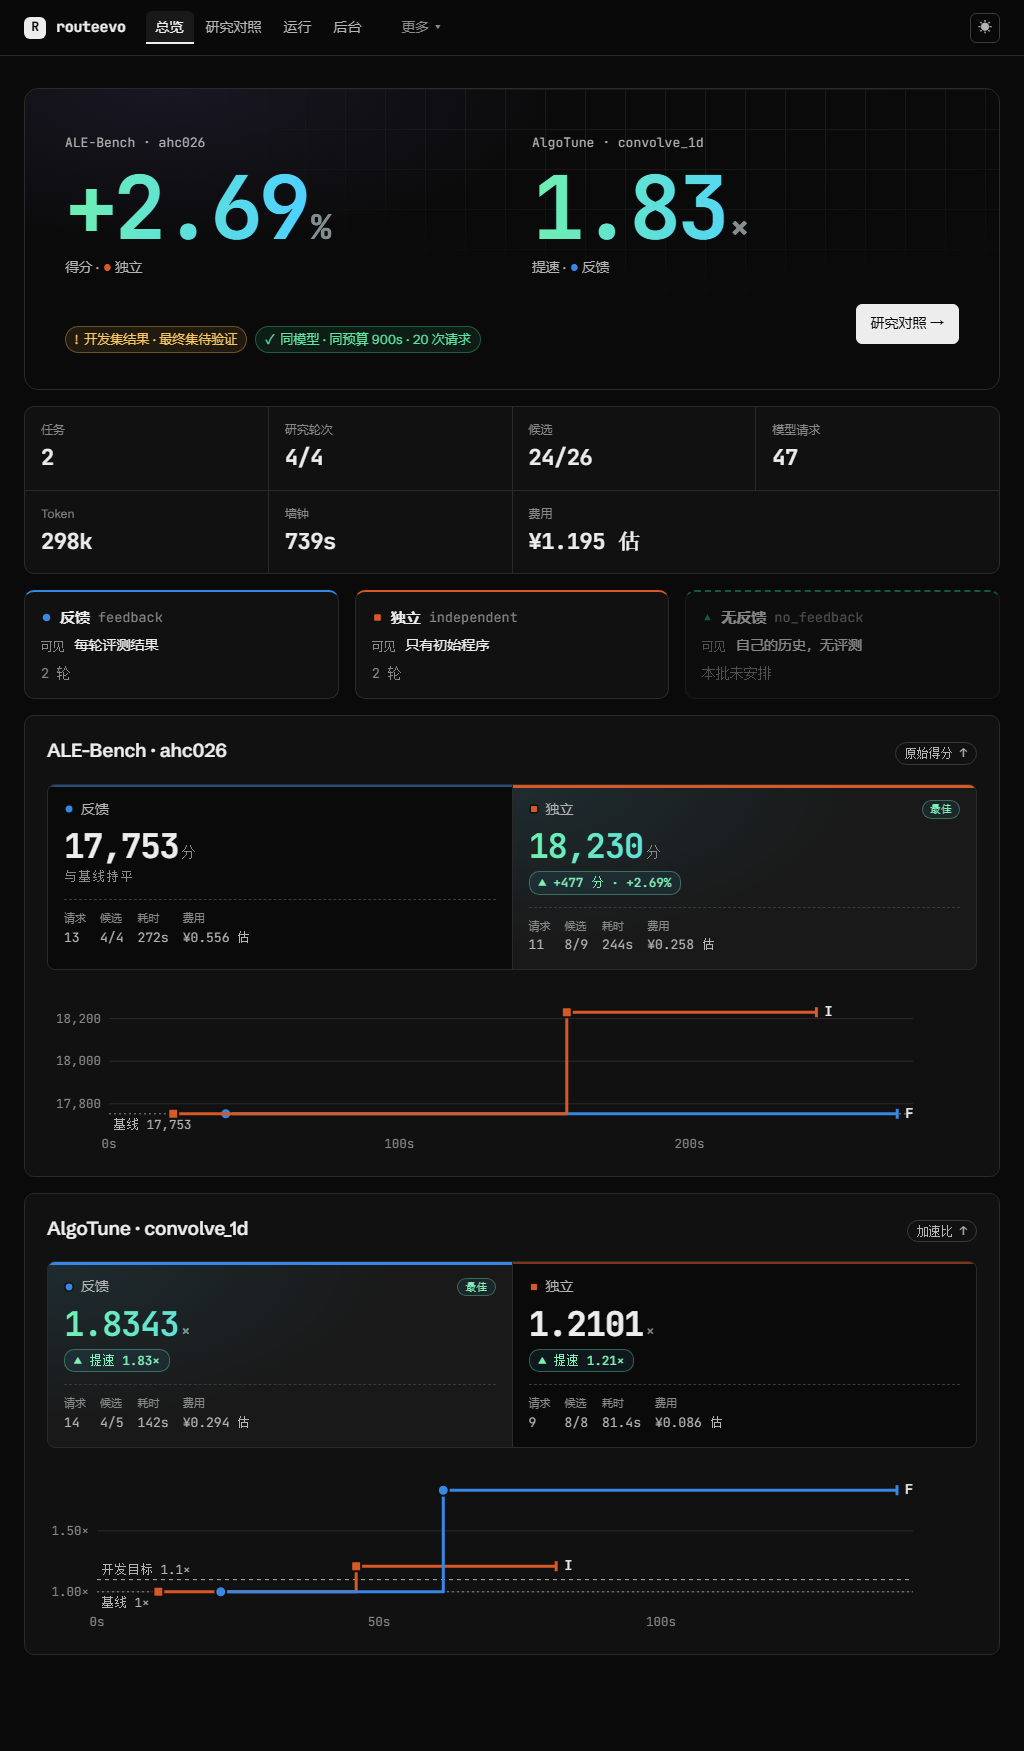 R routeevo 总览 研究对照 运行 后台 更多 ▾
ALE-Bench · ahc026
+2.69%
得分 · 独立
AlgoTune · convolve_1d
1.83×
提速 · 反馈
! 开发集结果 · 最终集待验证
✓ 同模型 · 同预算 900s · 20 次请求
研究对照 →
任务
2
研究轮次
4/4
候选
24/26
模型请求
47
Token
298k
墙钟
739s
费用
¥1.195 估
反馈 feedback
可见 每轮评测结果
2 轮
独立 independent
可见 只有初始程序
2 轮
无反馈 no_feedback
可见 自己的历史，无评测
本批未安排
ALE-Bench · ahc026
原始得分 ↑
反馈
17,753 分
与基线持平
请求 候选 耗时 费用
13 4/4 272s ¥0.556 估
独立
最佳
18,230 分
▲ +477 分 · +2.69%
请求 候选 耗时 费用
11 8/9 244s ¥0.258 估
18,200
18,000
17,800
基线 17,753
I
F
0s 100s 200s
AlgoTune · convolve_1d
加速比 ↑
反馈
最佳
1.8343×
▲ 提速 1.83×
请求 候选 耗时 费用
14 4/5 142s ¥0.294 估
独立
1.2101×
▲ 提速 1.21×
请求 候选 耗时 费用
9 8/8 81.4s ¥0.086 估
F
1.50×
I
开发目标 1.1×
1.00×
基线 1×
0s 50s 100s